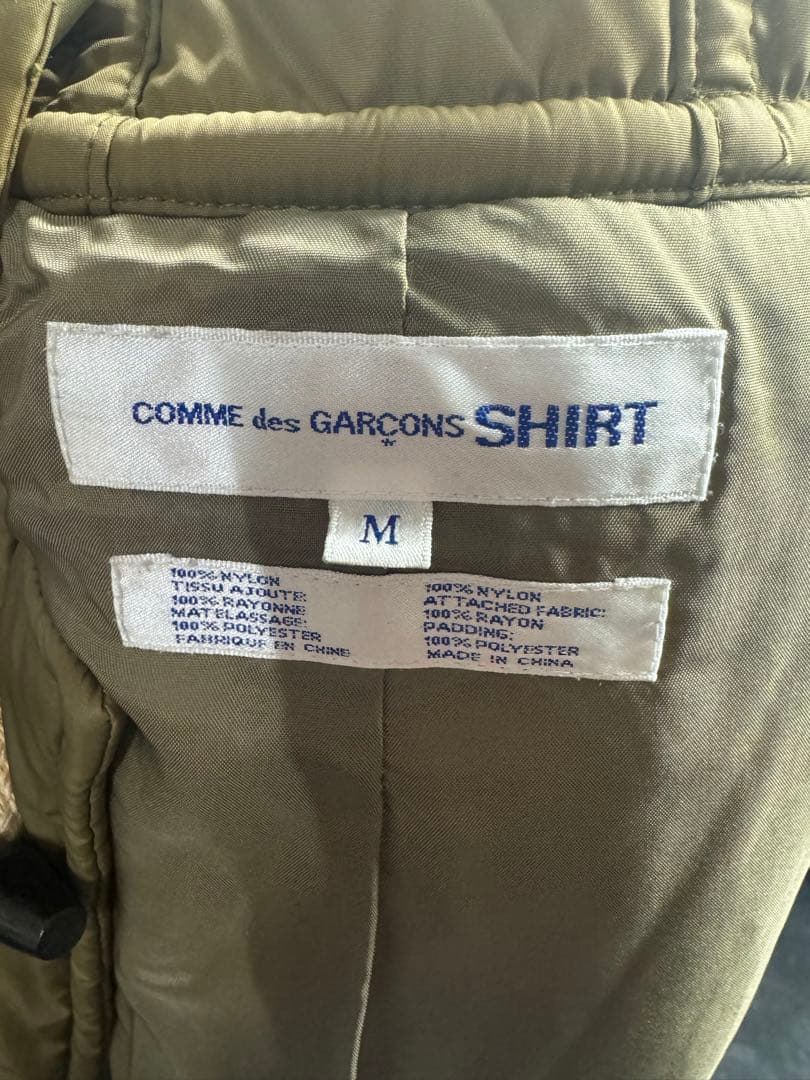 COMME des GARÇONS SHIRT
*
M
100% NYLON
TISSU AJOUTE:
100% RAYONNE
MATELASSAGE:
100% POLYESTER
FABRIQUE EN CHINE
100% NYLON
ATTACHED FABRIC:
100% RAYON
PADDING:
100% POLYESTER
MADE IN CHINA